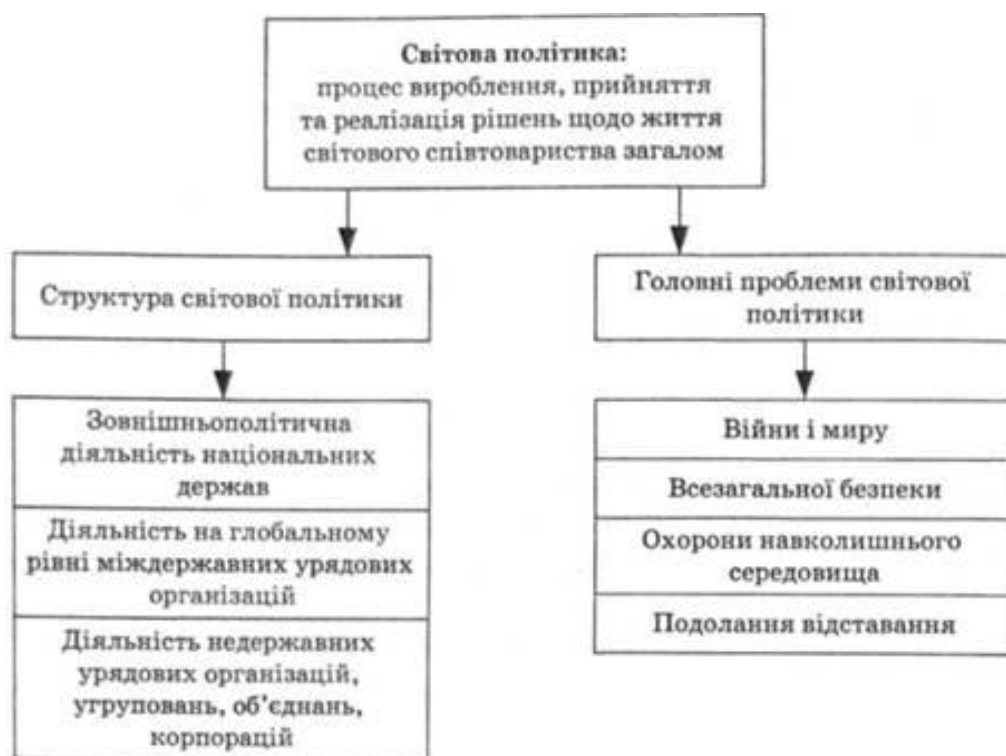 Світова політика:
процес вироблення, прийняття
та реалізація рішень щодо життя
світового співтовариства загалом
Структура світової політики
Зовнішньополітична
діяльність національних
держав
Діяльність на глобальному
рівні міждержавних урядових
організацій
Діяльність недержавних
урядових організацій,
угруповань, об’єднань,
корпорацій
Головні проблеми світової
політики
Війни і миру
Всезагальної безпеки
Охорони навколишнього
середовища
Подолання відставання